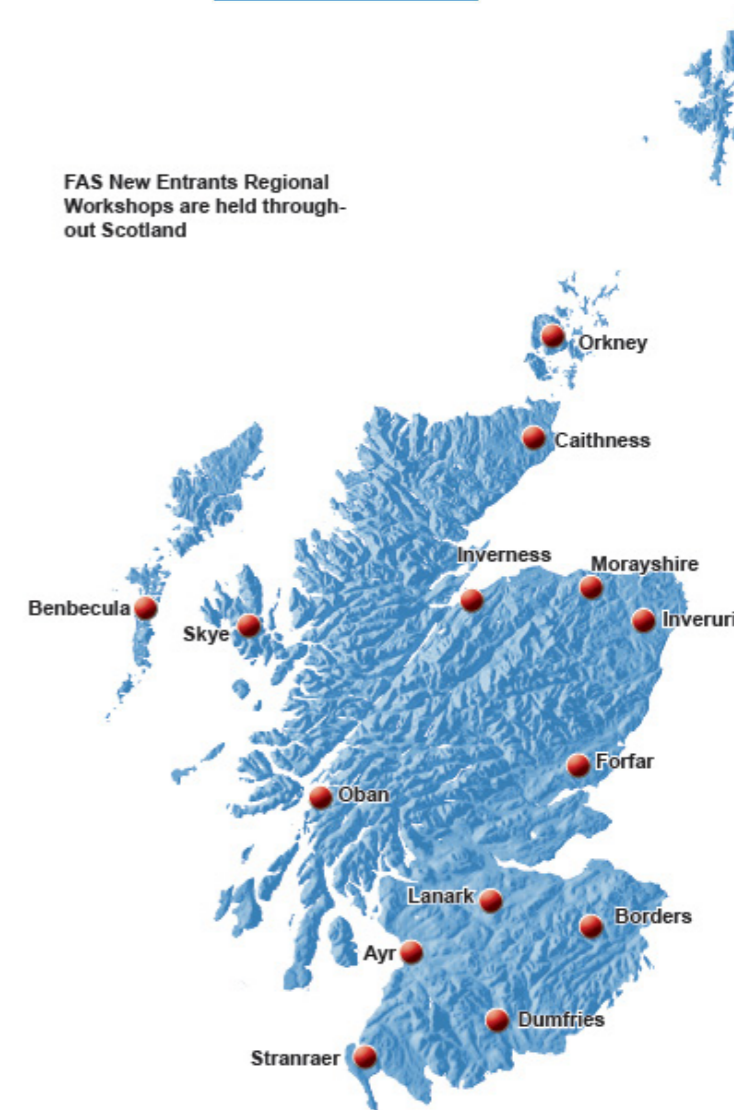 FAS New Entrants Regional
Workshops are held through-
out Scotland
Orkney
Caithness
Inverness
Morayshire
Benbecula
Skye
Inveruri
Forfar
Oban
Lanark
Borders
Ayr
Dumfries
Stranraer